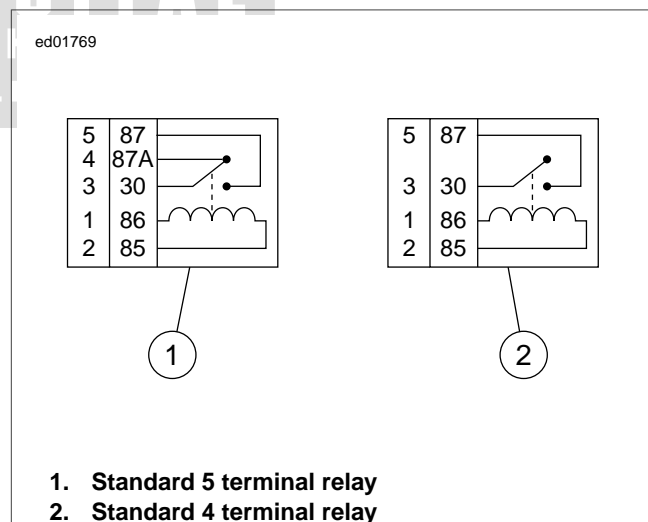 ed01769
5 87
4 87A
3 30
1 86
2 85
5 87
3 30
1 86
2 85
1
2
1. Standard 5 terminal relay
2. Standard 4 terminal relay